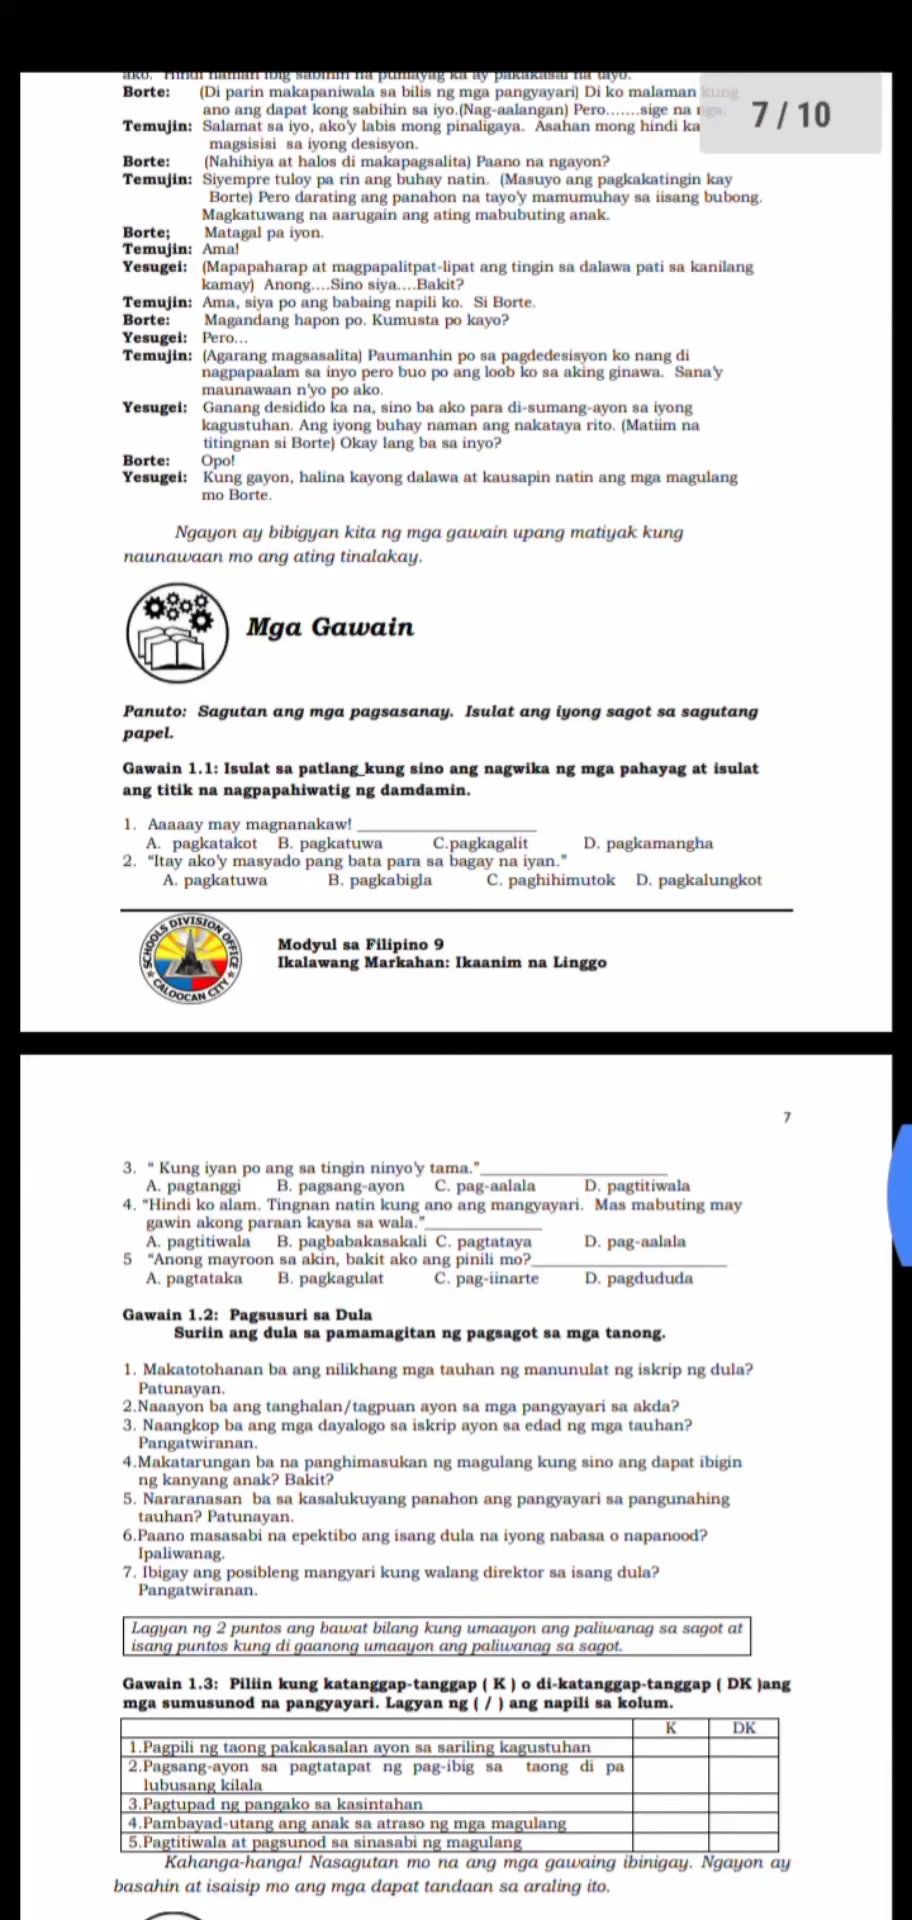 ako. Hindi naman ibig sabihin na pumayag ka ay pakakasal na tayo.
Borte: (Di parin makapaniwala sa bilis ng mga pangyayari) Di ko malaman kung
ano ang dapat kong sabihin sa iyo.(Nag-aalangan) Pero.......sige na nga.
7 / 10
Temujin: Salamat sa iyo, ako'y labis mong pinaligaya. Asahan mong hindi ka
magsisisi sa iyong desisyon.
Borte: (Nahihiya at halos di makapagsalita) Paano na ngayon?
Temujin: Siyempre tuloy pa rin ang buhay natin. (Masuyo ang pagkakatingin kay
Borte) Pero darating ang panahon na tayo'y mamumuhay sa iisang bubong.
Magkatuwang na aarugain ang ating mabubuting anak.
Borte; Matagal pa iyon.
Temujin: Ama!
Yesugei: (Mapapaharap at magpapalitpat-lipat ang tingin sa dalawa pati sa kanilang
kamay) Anong....Sino siya....Bakit?
Temujin: Ama, siya po ang babaing napili ko. Si Borte.
Borte: Magandang hapon po. Kumusta po kayo?
Yesugei: Pero...
Temujin: (Agarang magsasalita) Paumanhin po sa pagdedesisyon ko nang di
nagpapaalam sa inyo pero buo po ang loob ko sa aking ginawa. Sana'y
maunawaan n'yo po ako.
Yesugei: Ganang desidido ka na, sino ba ako para di-sumang-ayon sa iyong
kagustuhan. Ang iyong buhay naman ang nakataya rito. (Matiim na
titingnan si Borte) Okay lang ba sa inyo?
Borte: Opo!
Yesugei: Kung gayon, halina kayong dalawa at kausapin natin ang mga magulang
mo Borte.
Ngayon ay bibigyan kita ng mga gawain upang matiyak kung
naunawaan mo ang ating tinalakay.
Mga Gawain
Panuto: Sagutan ang mga pagsasanay. Isulat ang iyong sagot sa sagutang
papel.
Gawain 1.1: Isulat sa patlang kung sino ang nagwika ng mga pahayag at isulat
ang titik na nagpapahiwatig ng damdamin.
1. Aaaaay may magnanakaw! ____________________
A. pagkatakot B. pagkatuwa C.pagkagalit D. pagkamangha
2. "Itay ako'y masyado pang bata para sa bagay na iyan."
A. pagkatuwa B. pagkabigla C. paghihimutok D. pagkalungkot
SCHOOLS DIVISION OFFICE
CALOOCAN CITY
Modyul sa Filipino 9
Ikalawang Markahan: Ikaanim na Linggo
7
3. " Kung iyan po ang sa tingin ninyo'y tama."____________________
A. pagtanggi B. pagsang-ayon C. pag-aalala D. pagtitiwala
4. "Hindi ko alam. Tingnan natin kung ano ang mangyayari. Mas mabuting may
gawin akong paraan kaysa sa wala."_____________
A. pagtitiwala B. pagbabakasakali C. pagtataya D. pag-aalala
5 "Anong mayroon sa akin, bakit ako ang pinili mo?_____________________
A. pagtataka B. pagkagulat C. pag-iinarte D. pagdududa
Gawain 1.2: Pagsusuri sa Dula
Suriin ang dula sa pamamagitan ng pagsagot sa mga tanong.
1. Makatotohanan ba ang nilikhang mga tauhan ng manunulat ng iskrip ng dula?
Patunayan.
2.Naaayon ba ang tanghalan/tagpuan ayon sa mga pangyayari sa akda?
3. Naangkop ba ang mga dayalogo sa iskrip ayon sa edad ng mga tauhan?
Pangatwiranan.
4.Makatarungan ba na panghimasukan ng magulang kung sino ang dapat ibigin
ng kanyang anak? Bakit?
5. Nararanasan ba sa kasalukuyang panahon ang pangyayari sa pangunahing
tauhan? Patunayan.
6.Paano masasabi na epektibo ang isang dula na iyong nabasa o napanood?
Ipaliwanag.
7. Ibigay ang posibleng mangyari kung walang direktor sa isang dula?
Pangatwiranan.
Lagyan ng 2 puntos ang bawat bilang kung umaayon ang paliwanag sa sagot at
isang puntos kung di gaanong umaayon ang paliwanag sa sagot.
Gawain 1.3: Piliin kung katanggap-tanggap ( K ) o di-katanggap-tanggap ( DK )ang
mga sumusunod na pangyayari. Lagyan ng ( / ) ang napili sa kolum.
K DK
1.Pagpili ng taong pakakasalan ayon sa sariling kagustuhan
2.Pagsang-ayon sa pagtatapat ng pag-ibig sa taong di pa
lubusang kilala
3.Pagtupad ng pangako sa kasintahan
4.Pambayad-utang ang anak sa atraso ng mga magulang
5.Pagtitiwala at pagsunod sa sinasabi ng magulang
Kahanga-hanga! Nasagutan mo na ang mga gawaing ibinigay. Ngayon ay
basahin at isaisip mo ang mga dapat tandaan sa araling ito.